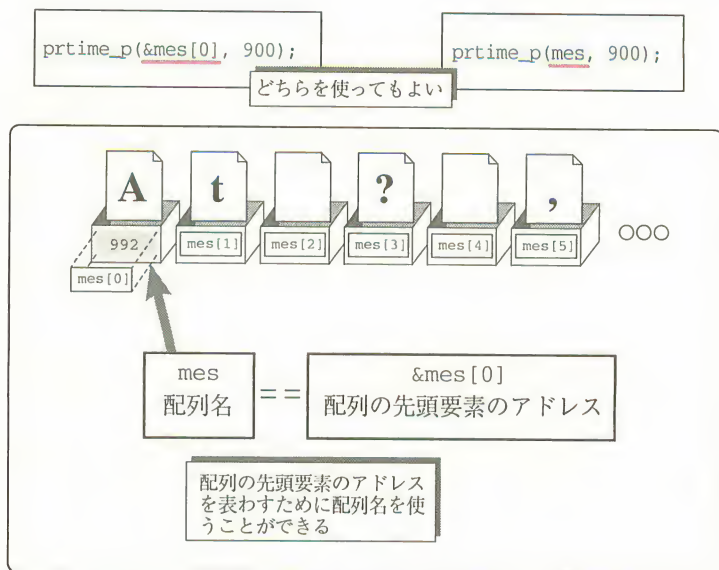 prtime_p(&mes[0], 900);
prtime_p(mes, 900);
どちらを使ってもよい
A
t
?
,
992
mes[0]
mes[1]
mes[2]
mes[3]
mes[4]
mes[5]
○○○
mes
配列名
==
&mes[0]
配列の先頭要素のアドレス
配列の先頭要素のアドレス
を表わすために配列名を使
うことができる